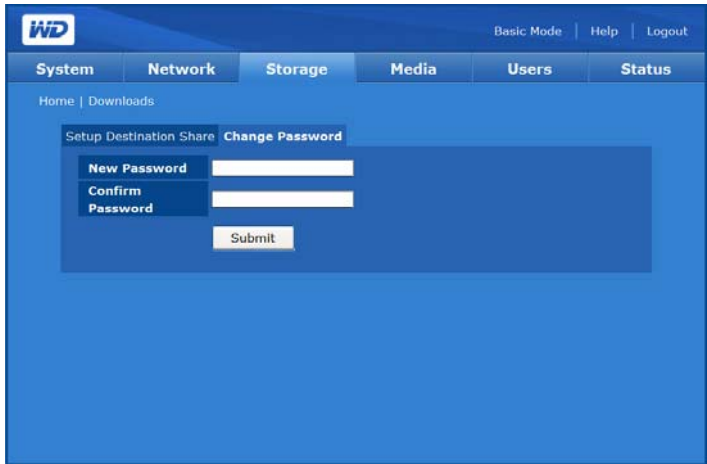 WD
Basic Mode | Help | Logout
System Network Storage Media Users Status
Home | Downloads
Setup Destination Share Change Password
New Password
Confirm
Password
Submit